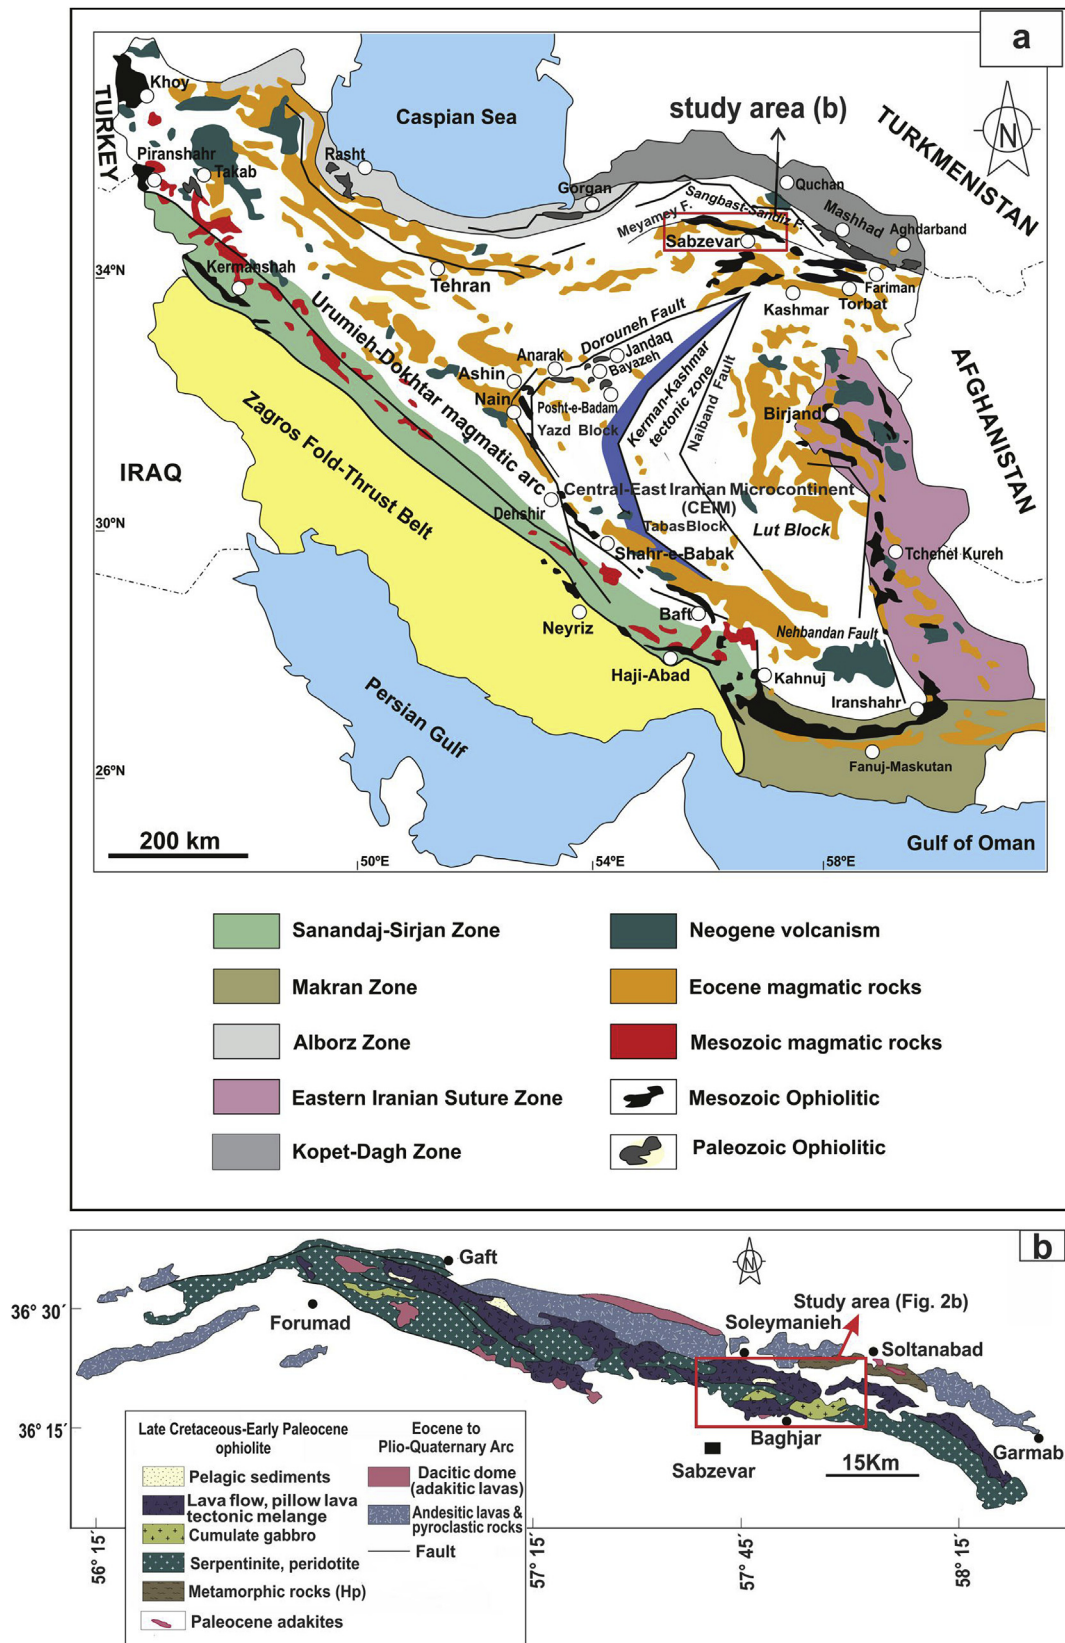 a
Khoy
TURKEY
Caspian Sea
study area (b)
TURKMENISTAN
N
Piranshahr
Takab
Rasht
Gorgan
Quchan
Meyamey F.
Sangbast-Sandiz F.
Mashhad
Aghdarband
Sabzevar
34ºN
Kermanshah
Tehran
Fariman
Kashmar
Torbat
Urumieh-Dokhtar magmatic arc
Dorouneh Fault
Anarak
Jandaq
Bayazeh
Ashin
Nain
Posht-e-Badam
Yazd Block
Kerman-Kashmar
tectonic zone
Naiband Fault
Birjand
AFGHANISTAN
IRAQ
Zagros Fold-Thrust Belt
Central-East Iranian Microcontinent
(CEIM)
30ºN
Dehshir
Tabas Block
Lut Block
Shahr-e-Babak
Tchehel Kureh
Neyriz
Baft
Nehbandan Fault
Haji-Abad
Kahnuj
Iranshahr
Persian Gulf
Fanuj-Maskutan
26ºN
200 km
50ºE
54ºE
58ºE
Gulf of Oman
Sanandaj-Sirjan Zone
Neogene volcanism
Makran Zone
Eocene magmatic rocks
Alborz Zone
Mesozoic magmatic rocks
Eastern Iranian Suture Zone
Mesozoic Ophiolitic
Kopet-Dagh Zone
Paleozoic Ophiolitic
b
N
Gaft
36° 30´
Forumad
Study area (Fig. 2b)
Soleymanieh
Soltanabad
36° 15´
Baghjar
Garmab
Sabzevar
15Km
Late Cretaceous-Early Paleocene
ophiolite
Eocene to
Plio-Quaternary Arc
Pelagic sediments
Dacitic dome
(adakitic lavas)
Lava flow, pillow lava
tectonic melange
Andesitic lavas &
pyroclastic rocks
Cumulate gabbro
Fault
Serpentinite, peridotite
Metamorphic rocks (Hp)
Paleocene adakites
56° 15´
57° 15´
57° 45´
58° 15´